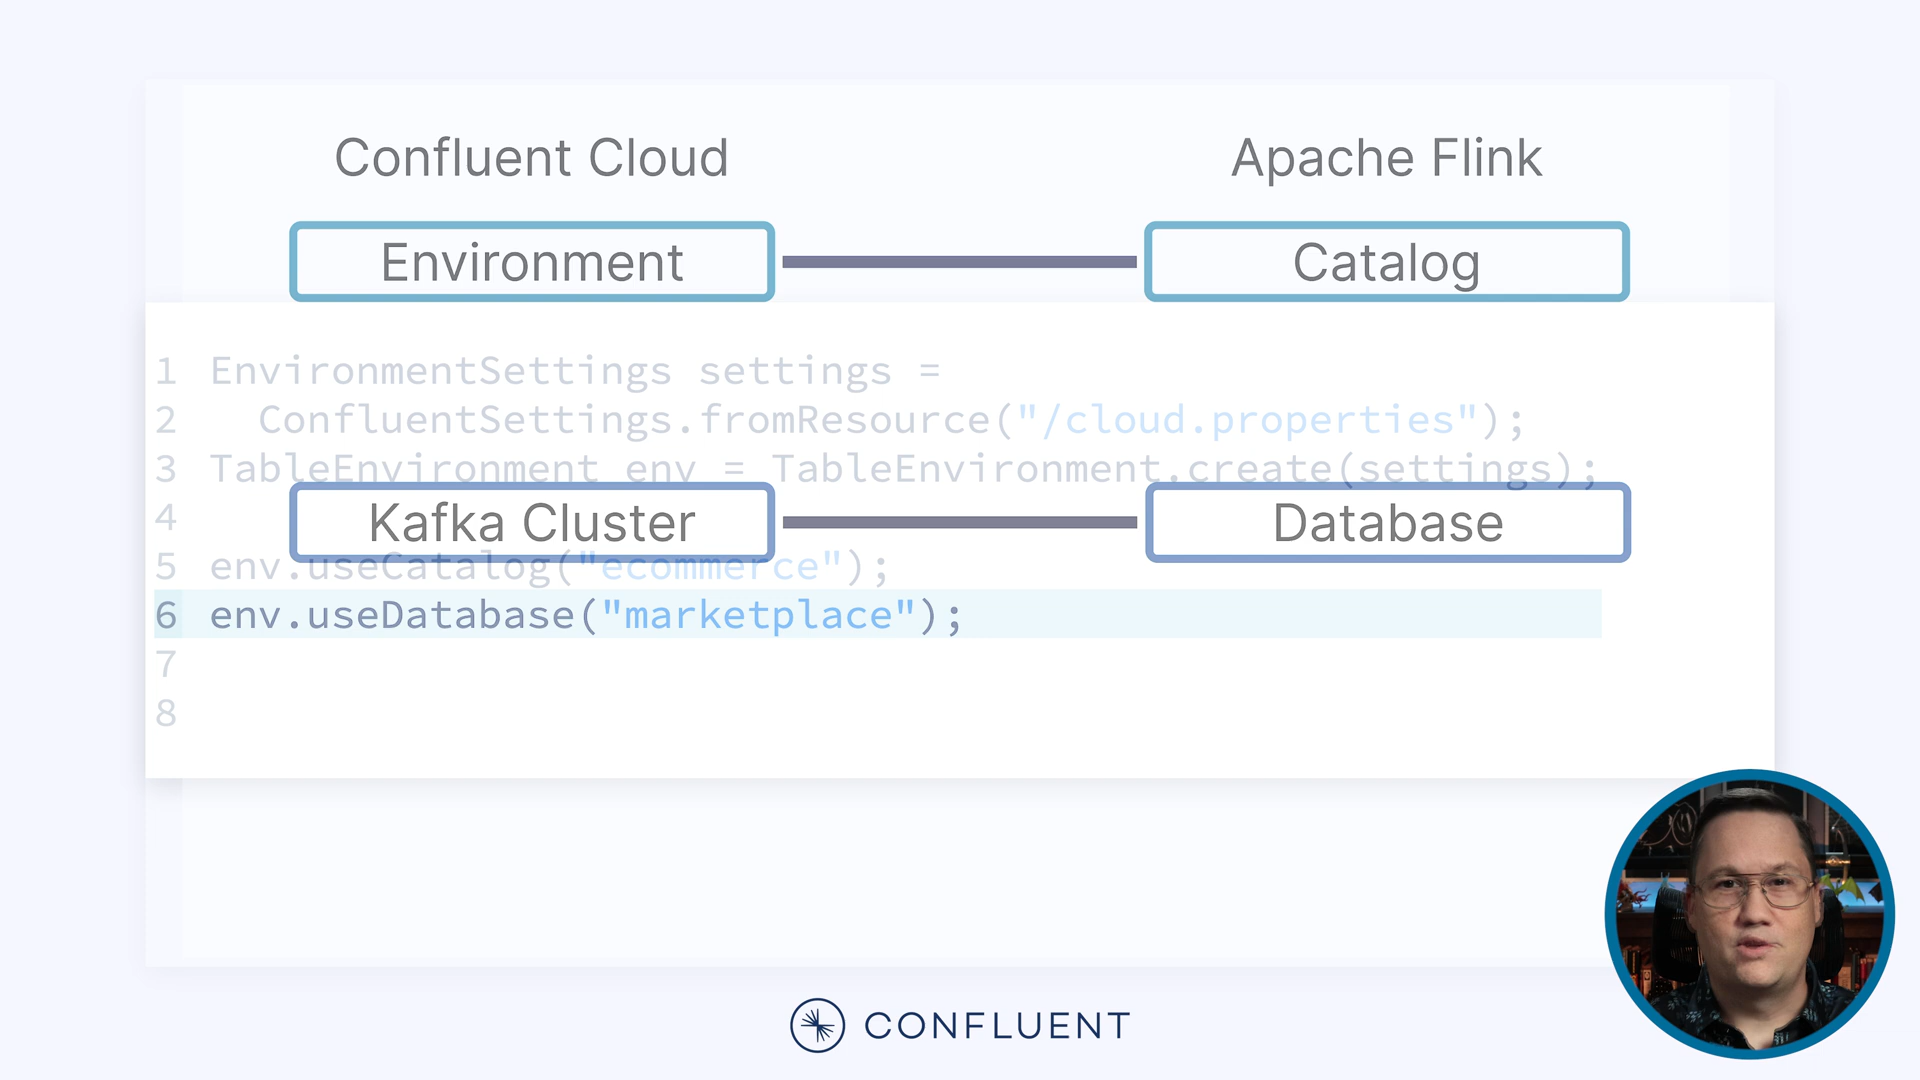 Confluent Cloud
Apache Flink
Environment
Catalog
1 EnvironmentSettings settings =
2 ConfluentSettings.fromResource("/cloud.properties");
3 TableEnvironment env = TableEnvironment.create(settings);
4
Kafka Cluster
Database
5 env.useCatalog("ecommerce");
6 env.useDatabase("marketplace");
7
8
CONFLUENT